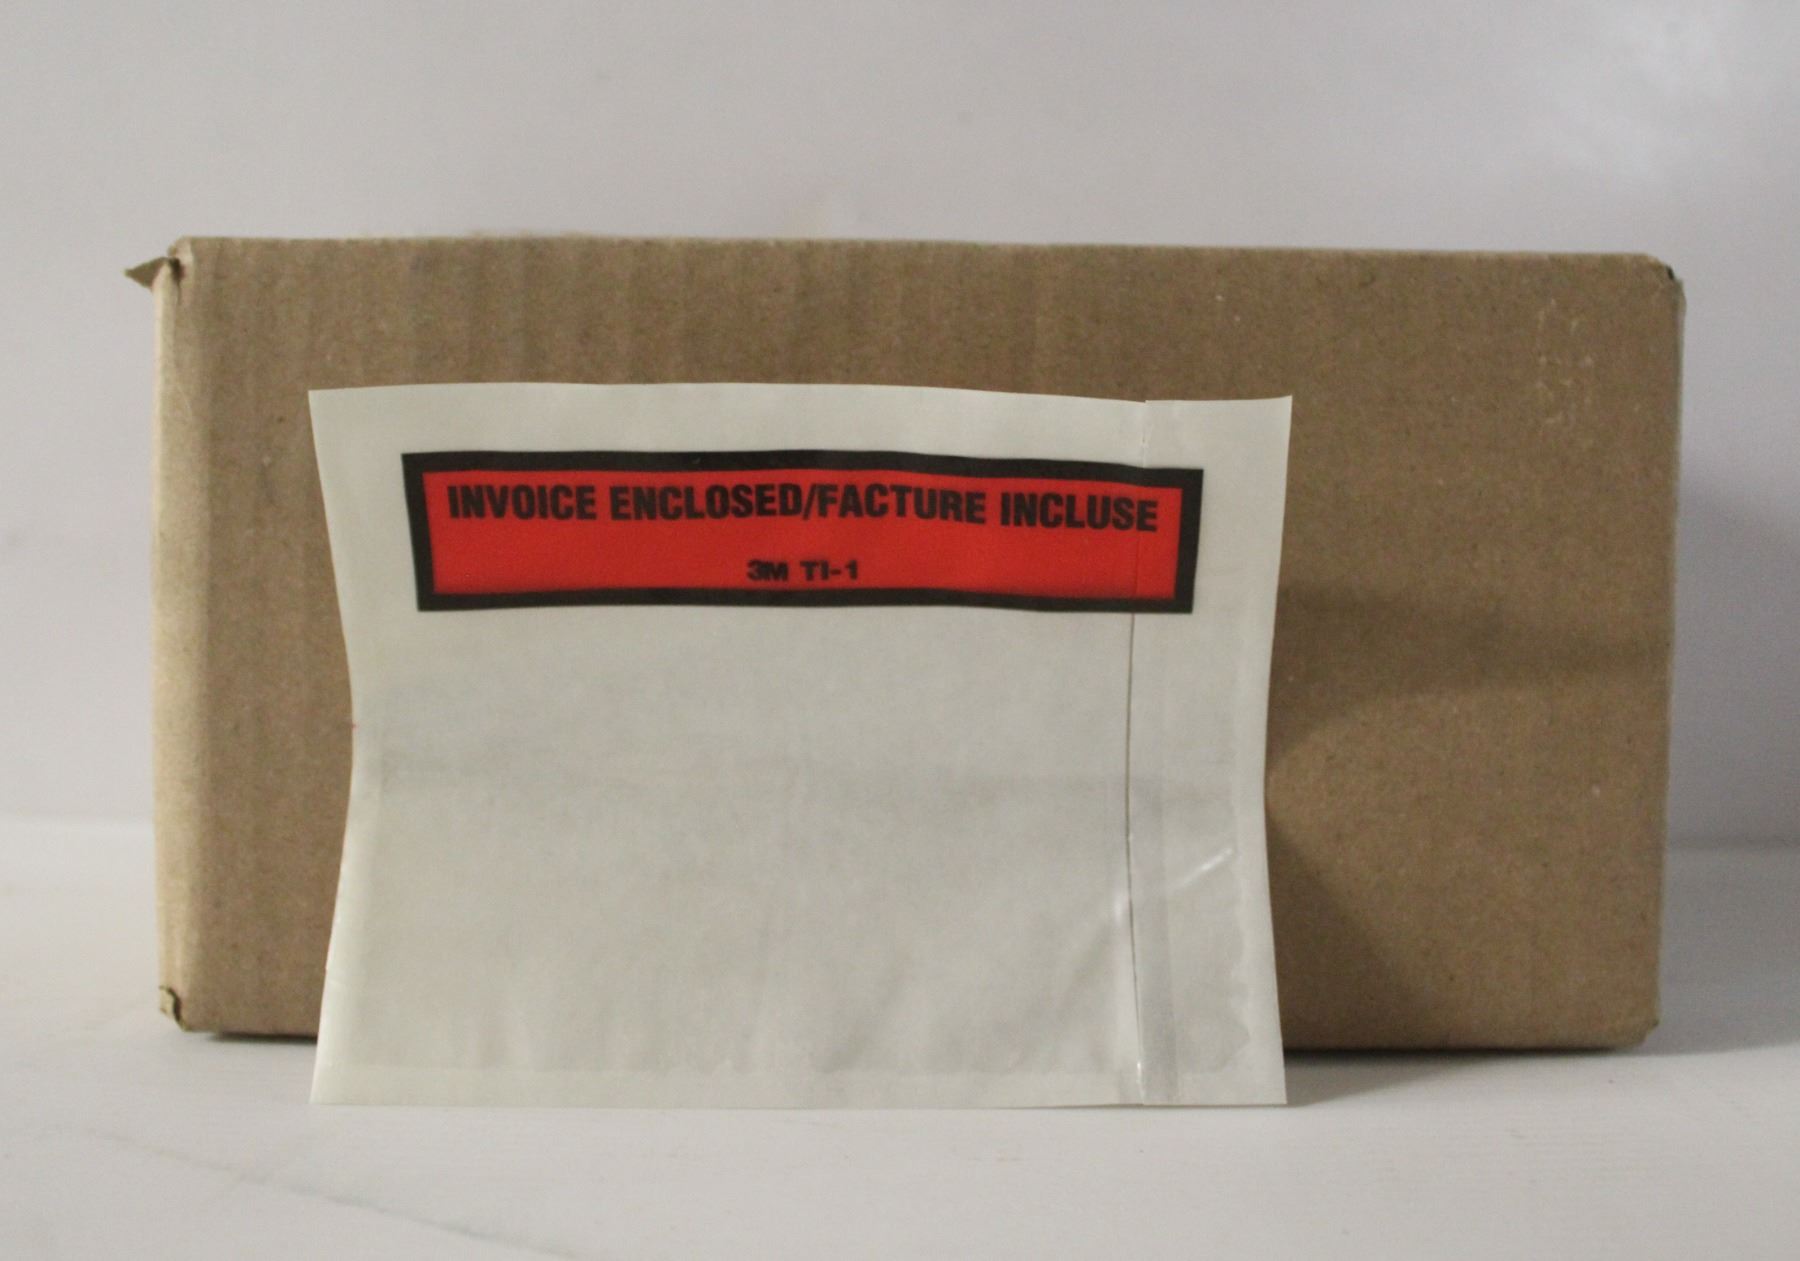 INVOICE ENCLOSED/FACTURE INCLUSE
3M TI-1